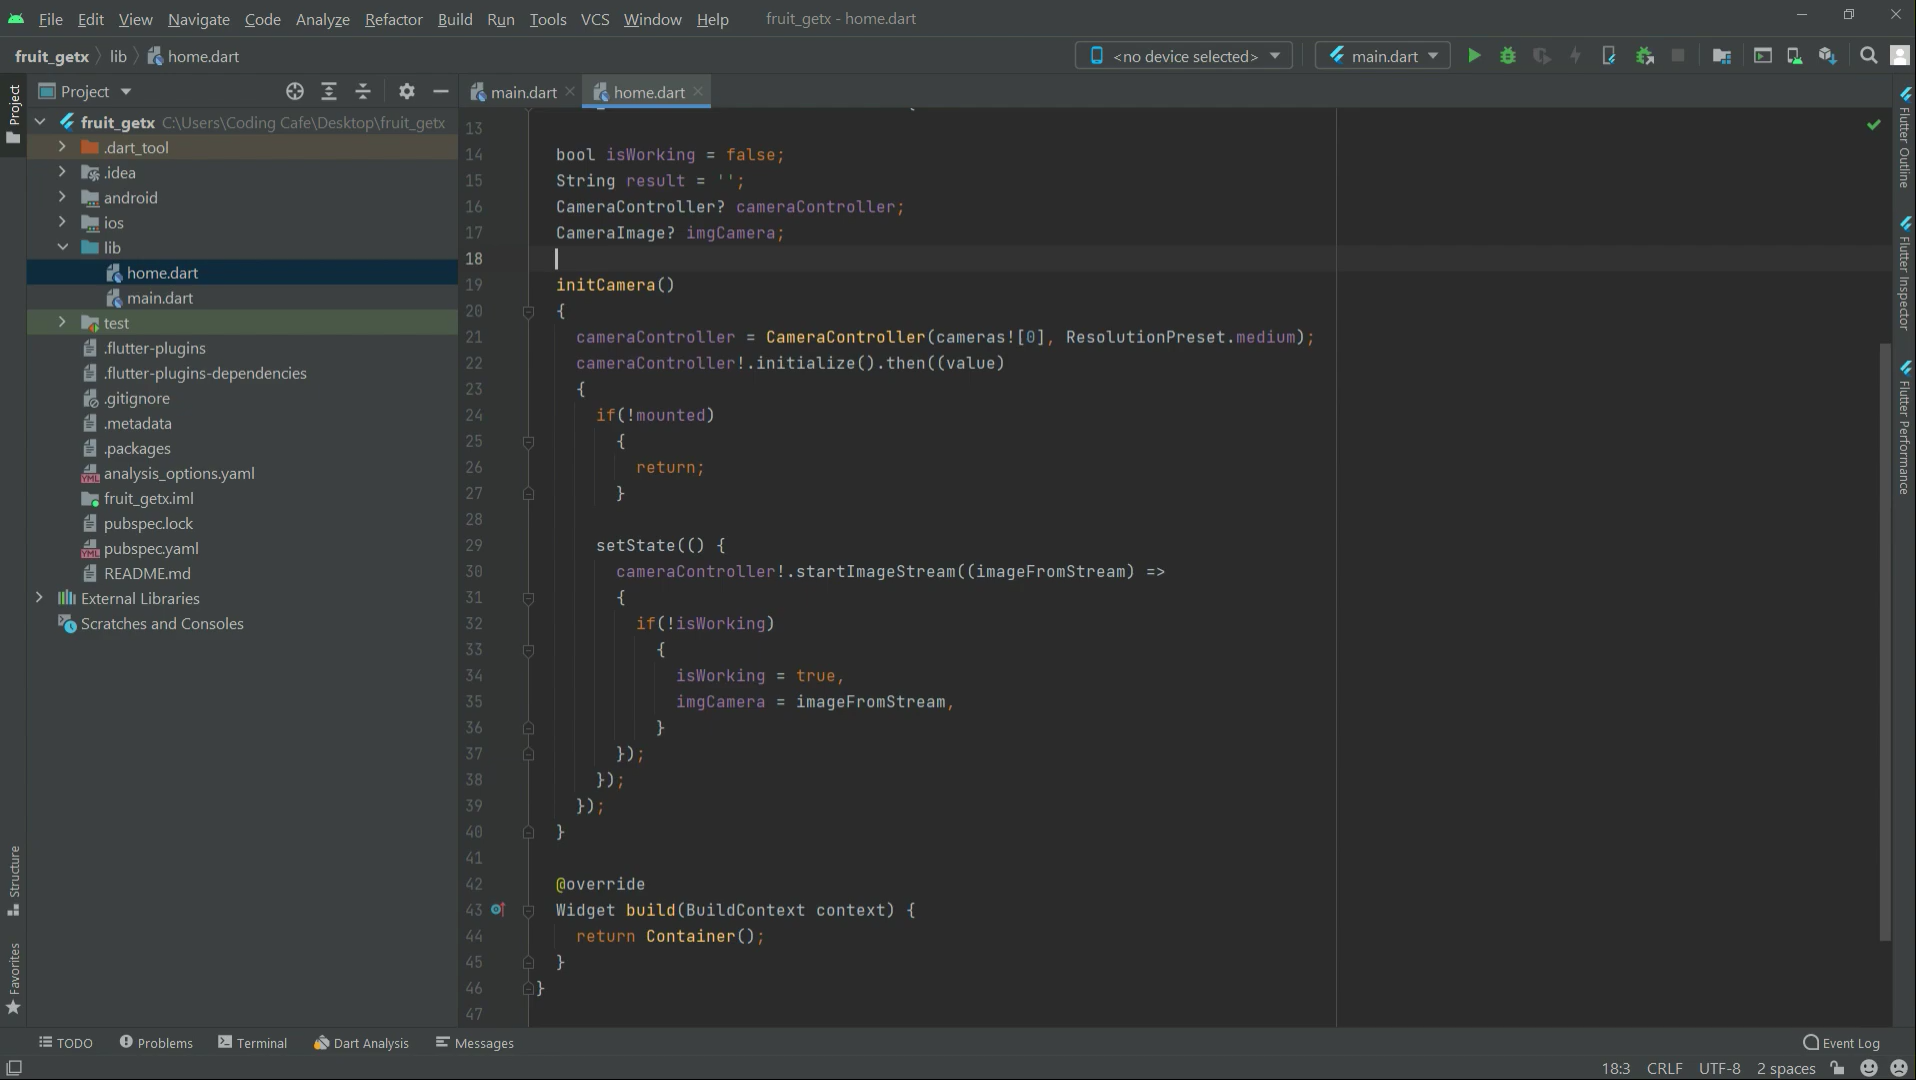 File Edit View Navigate Code Analyze Refactor Build Run Tools VCS Window Help fruit_getx - home.dart
fruit_getx lib home.dart <no device selected> main.dart
Project main.dart home.dart
Project
fruit_getx C:\Users\Coding Cafe\Desktop\fruit_getx
.dart_tool
.idea
android
ios
lib
home.dart
main.dart
test
.flutter-plugins
.flutter-plugins-dependencies
.gitignore
.metadata
.packages
analysis_options.yaml
fruit_getx.iml
pubspec.lock
pubspec.yaml
README.md
External Libraries
Scratches and Consoles
Structure
Favorites
13
14 bool isWorking = false;
15 String result = '';
16 CameraController? cameraController;
17 CameraImage? imgCamera;
18
19 initCamera()
20 {
21 cameraController = CameraController(cameras![0], ResolutionPreset.medium);
22 cameraController!.initialize().then((value)
23 {
24 if(!mounted)
25 {
26 return;
27 }
28
29 setState(() {
30 cameraController!.startImageStream((imageFromStream) =>
31 {
32 if(!isWorking)
33 {
34 isWorking = true,
35 imgCamera = imageFromStream,
36 }
37 });
38 });
39 });
40 }
41
42 @override
43 Widget build(BuildContext context) {
44 return Container();
45 }
46 }
47
Flutter Outline
Flutter Inspector
Flutter Performance
TODO Problems Terminal Dart Analysis Messages Event Log
18:3 CRLF UTF-8 2 spaces